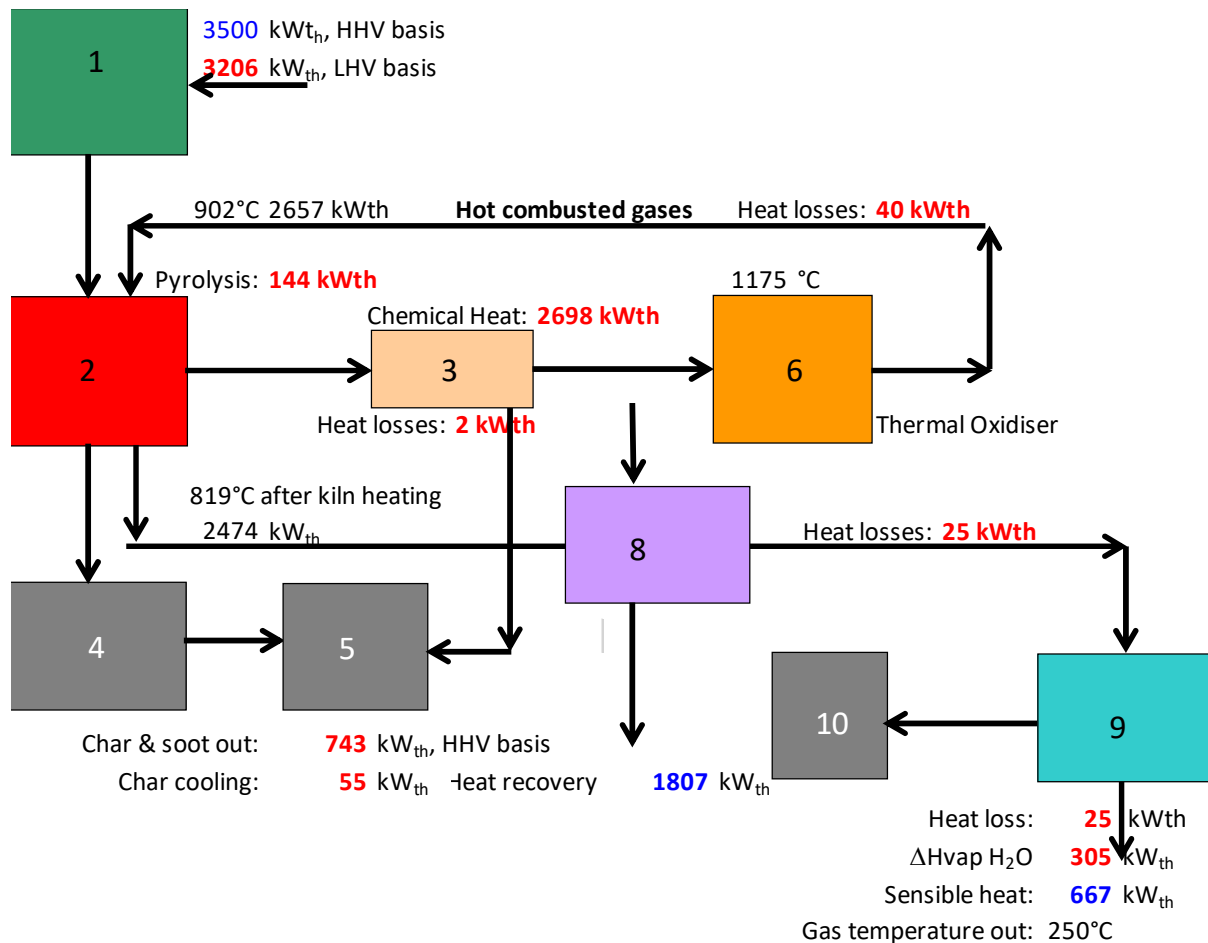 1
3500 kWth, HHV basis
3206 kWth, LHV basis
902°C 2657 kWth Hot combusted gases Heat losses: 40 kWth
Pyrolysis: 144 kWth
1175 °C
Chemical Heat: 2698 kWth
2
3
6
Heat losses: 2 kWth
Thermal Oxidiser
819°C after kiln heating
2474 kWth
8
Heat losses: 25 kWth
4
5
10
9
Char & soot out: 743 kWth, HHV basis
Char cooling: 55 kWth Heat recovery 1807 kWth
Heat loss: 25 kWth
ΔHvap H2O 305 kWth
Sensible heat: 667 kWth
Gas temperature out: 250°C